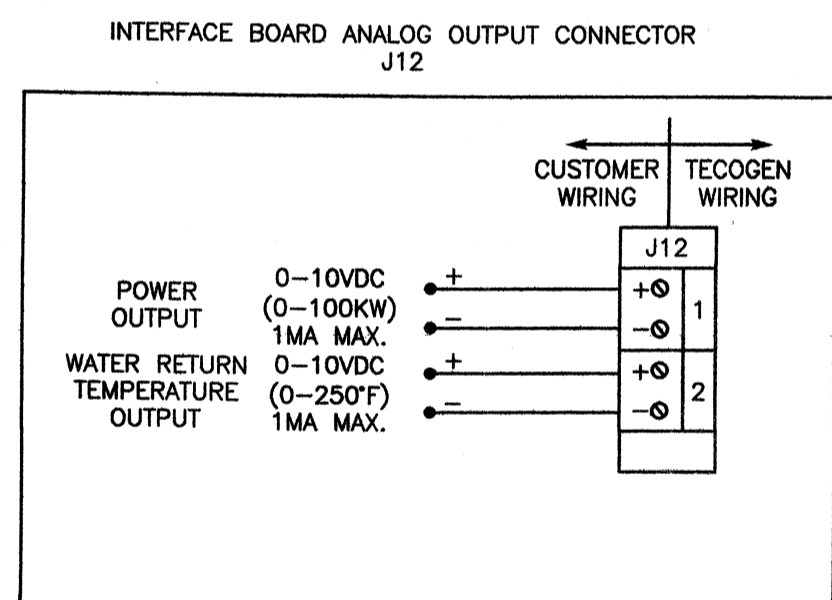 INTERFACE BOARD ANALOG OUTPUT CONNECTOR
J12
CUSTOMER
WIRING
TECOGEN
WIRING
J12
POWER
OUTPUT
0-10VDC
(0-100KW)
1MA MAX.
+
-
+
-
1
WATER RETURN
TEMPERATURE
OUTPUT
0-10VDC
(0-250°F)
1MA MAX.
+
-
+
-
2